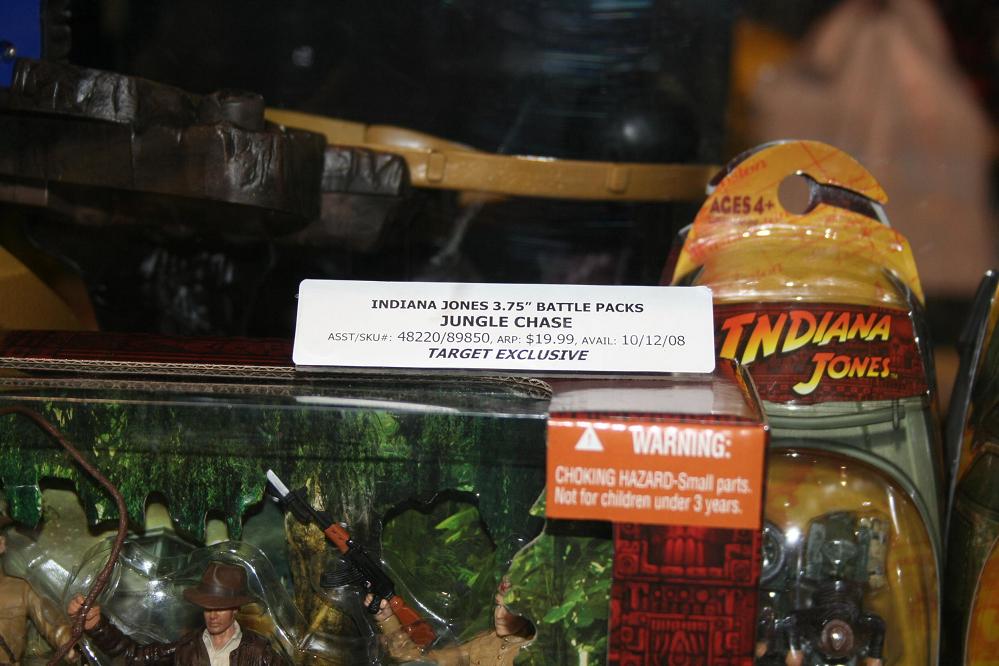 AGES 4+
INDIANA JONES 3.75" BATTLE PACKS
JUNGLE CHASE
ASST/SKU#: 48220/89850, ARP: $19.99, AVAIL: 10/12/08
TARGET EXCLUSIVE
INDIANA
JONES™
WARNING:
CHOKING HAZARD-Small parts.
Not for children under 3 years.